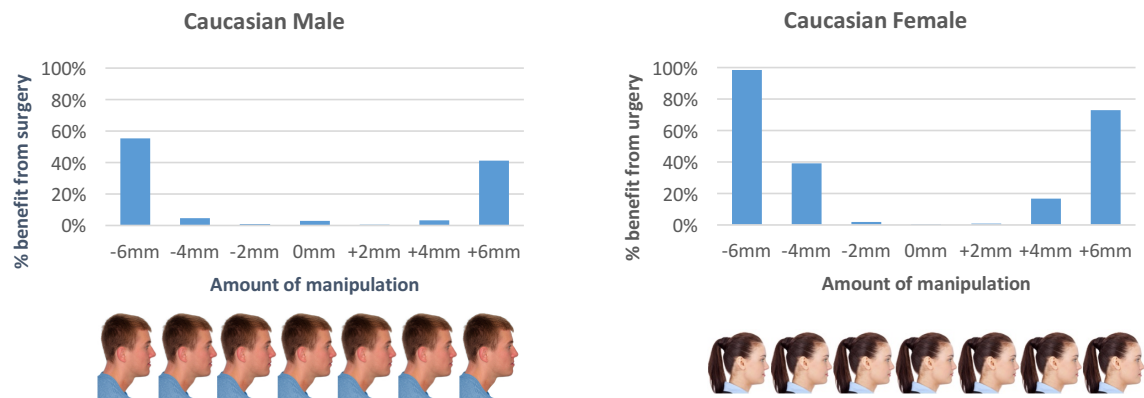 Caucasian Male
% benefit from surgery
100%
80%
60%
40%
20%
0%
-6mm -4mm -2mm 0mm +2mm +4mm +6mm
Amount of manipulation
Caucasian Female
% benefit from urgery
100%
80%
60%
40%
20%
0%
-6mm -4mm -2mm 0mm +2mm +4mm +6mm
Amount of manipulation